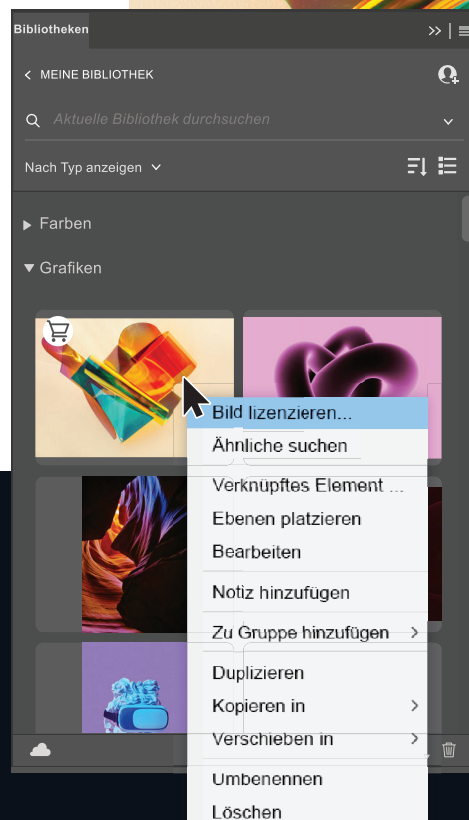 Bibliotheken
MEINE BIBLIOTHEK
Aktuelle Bibliothek durchsuchen
Nach Typ anzeigen
Farben
Grafiken
Bild lizenzieren...
Ähnliche suchen
Verknüpftes Element ...
Ebenen platzieren
Bearbeiten
Notiz hinzufügen
Zu Gruppe hinzufügen
Duplizieren
Kopieren in
Verschieben in
Umbenennen
Löschen